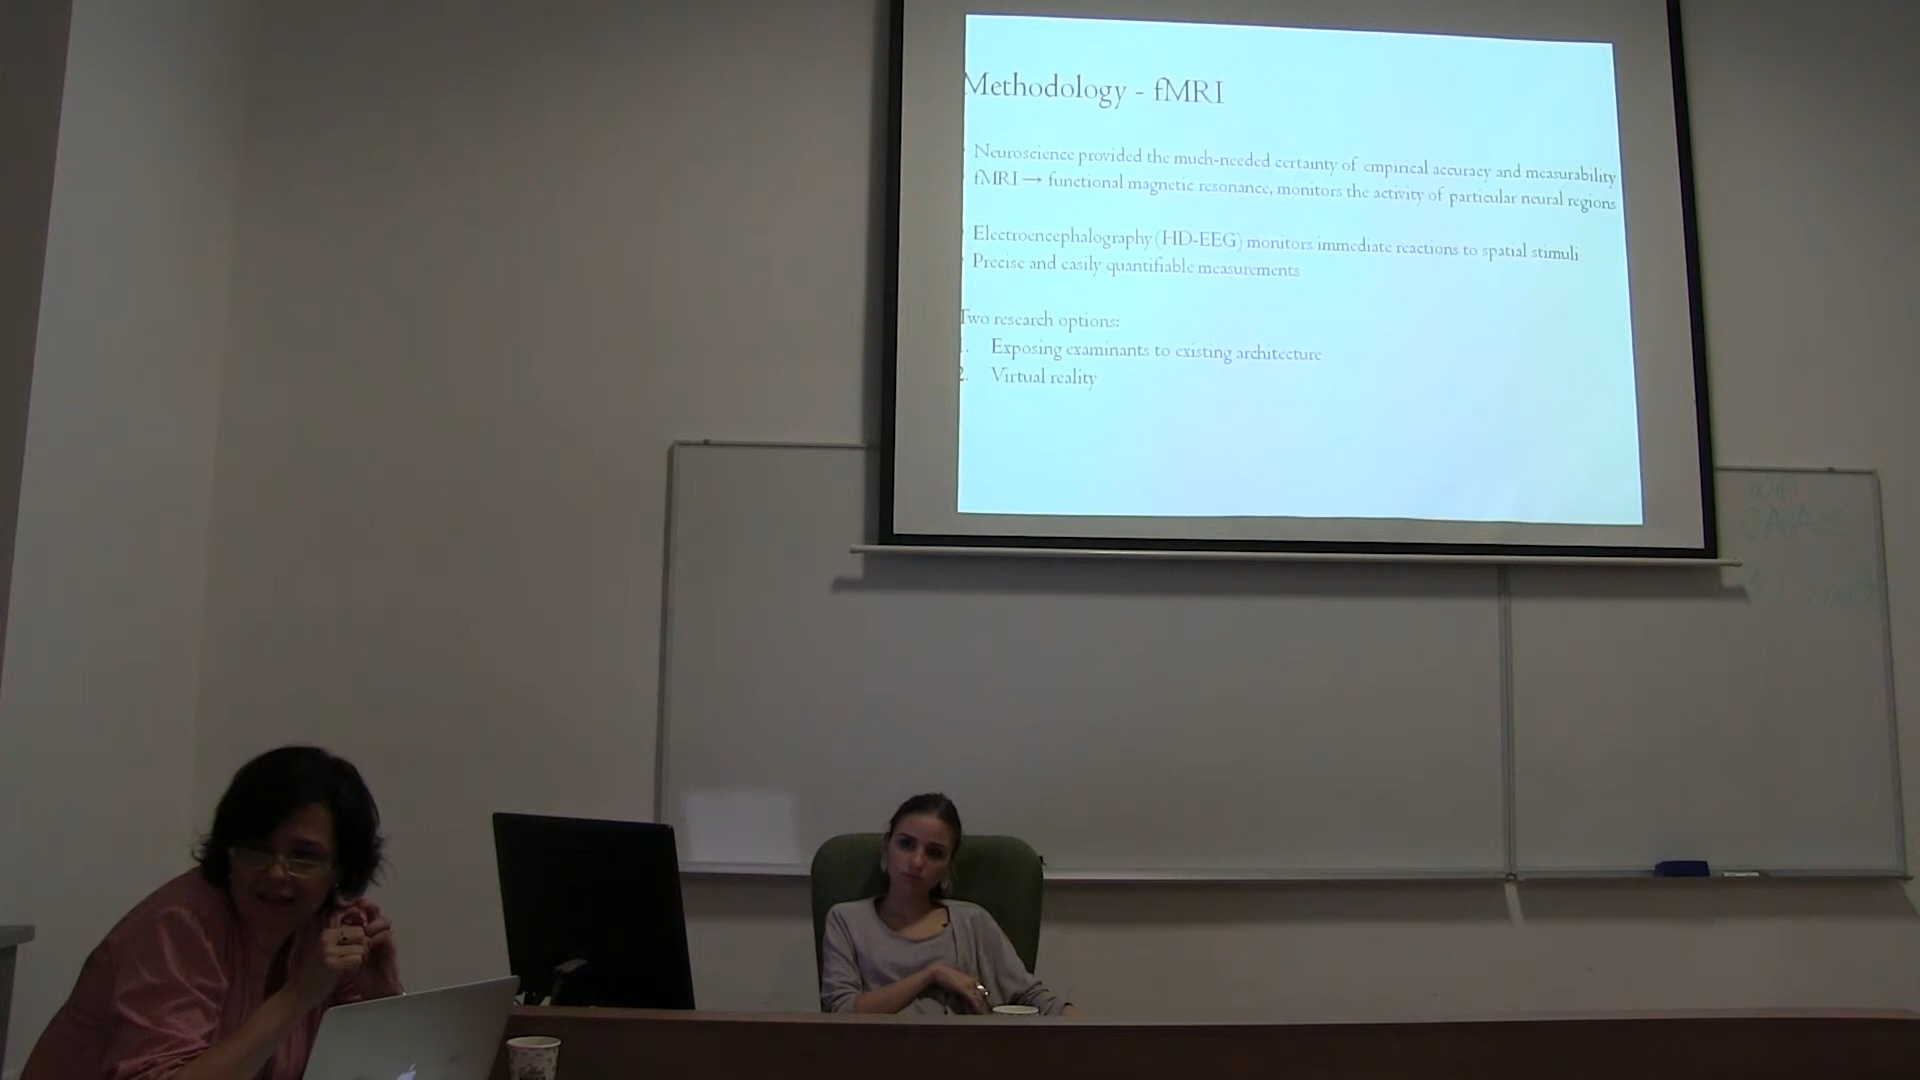 Methodology - fMRI
Neuroscience provided the much-needed certainty of empirical accuracy and measurability
fMRI → functional magnetic resonance, monitors the activity of particular neural regions
Electroencephalography (HD-EEG) monitors immediate reactions to spatial stimuli
Precise and easily quantifiable measurements
Two research options:
1. Exposing examinants to existing architecture
2. Virtual reality